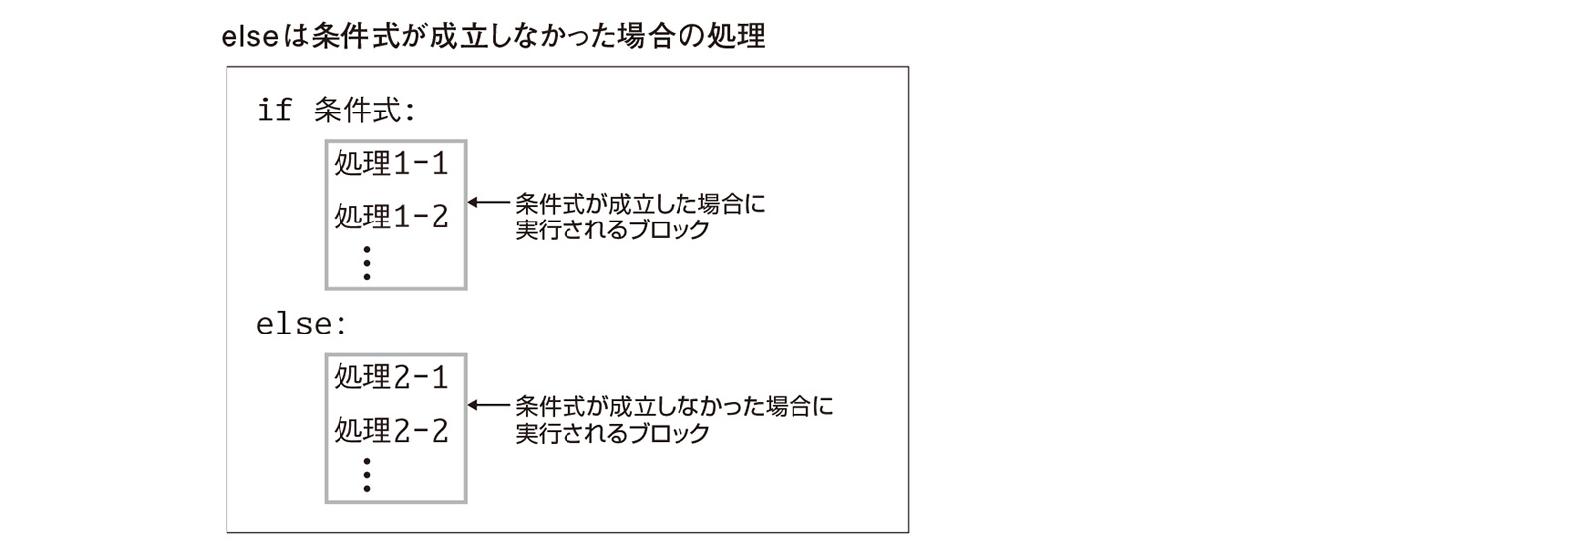 elseは条件式が成立しなかった場合の処理
if 条件式:
処理1-1
処理1-2
⋮
条件式が成立した場合に
実行されるブロック
else:
処理2-1
処理2-2
⋮
条件式が成立しなかった場合に
実行されるブロック